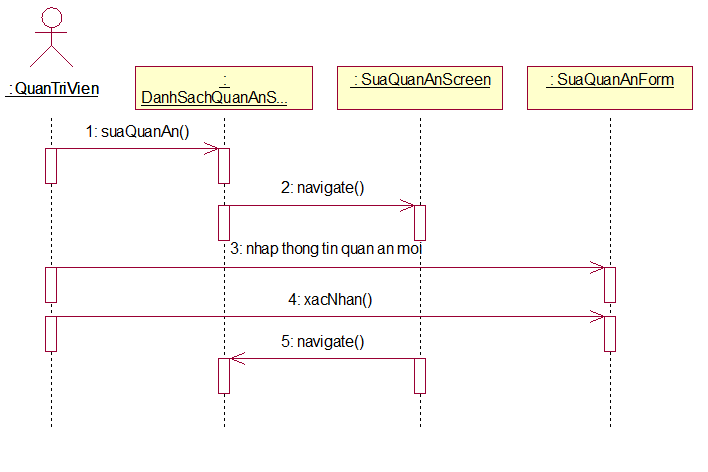 : QuanTriVien
:
DanhSachQuanAnS...
: SuaQuanAnScreen
: SuaQuanAnForm
1: suaQuanAn()
2: navigate()
3: nhap thong tin quan an moi
4: xacNhan()
5: navigate()